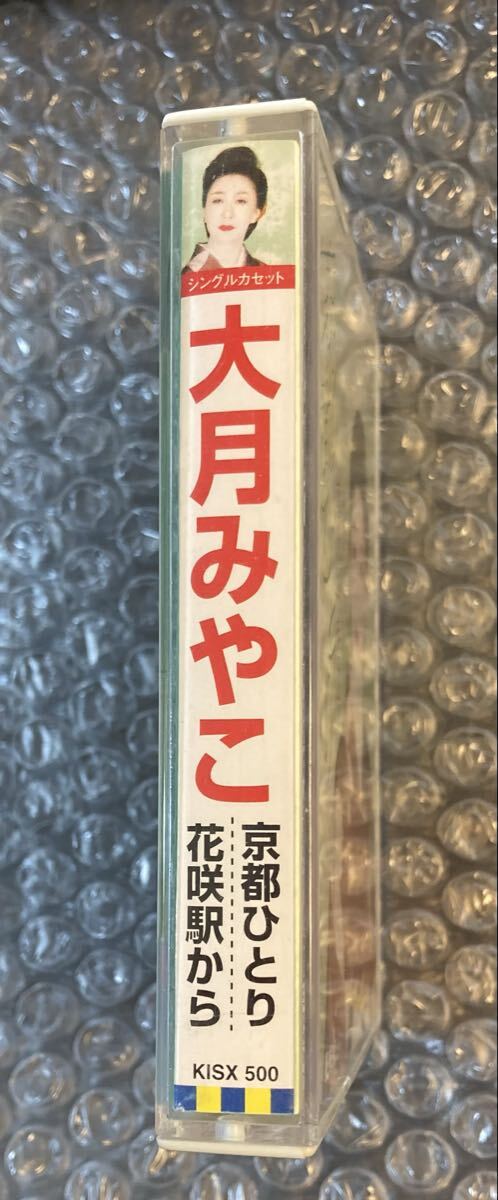 シングルカセット
大月みやこ
京都ひとり
花咲駅から
KISX 500